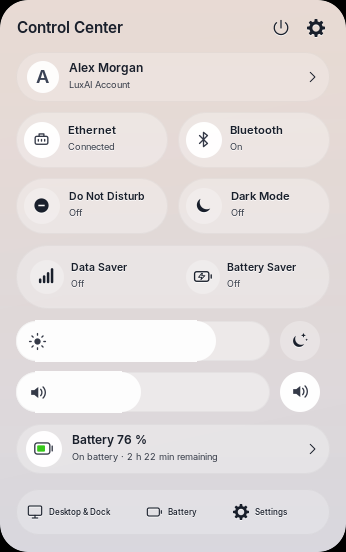 Control Center
A
Alex Morgan
LuxAI Account
Ethernet
Connected
Bluetooth
On
Do Not Disturb
Off
Dark Mode
Off
Data Saver
Off
Battery Saver
Off
Battery 76 %
On battery · 2 h 22 min remaining
Desktop & Dock
Battery
Settings